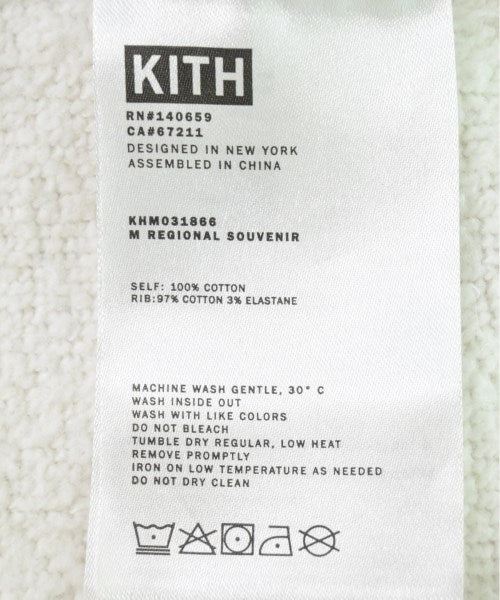 KITH
RN#140659
CA#67211
DESIGNED IN NEW YORK
ASSEMBLED IN CHINA
KHM031866
M REGIONAL SOUVENIR
SELF: 100% COTTON
RIB:97% COTTON 3% ELASTANE
MACHINE WASH GENTLE, 30° C
WASH INSIDE OUT
WASH WITH LIKE COLORS
DO NOT BLEACH
TUMBLE DRY REGULAR, LOW HEAT
REMOVE PROMPTLY
IRON ON LOW TEMPERATURE AS NEEDED
DO NOT DRY CLEAN